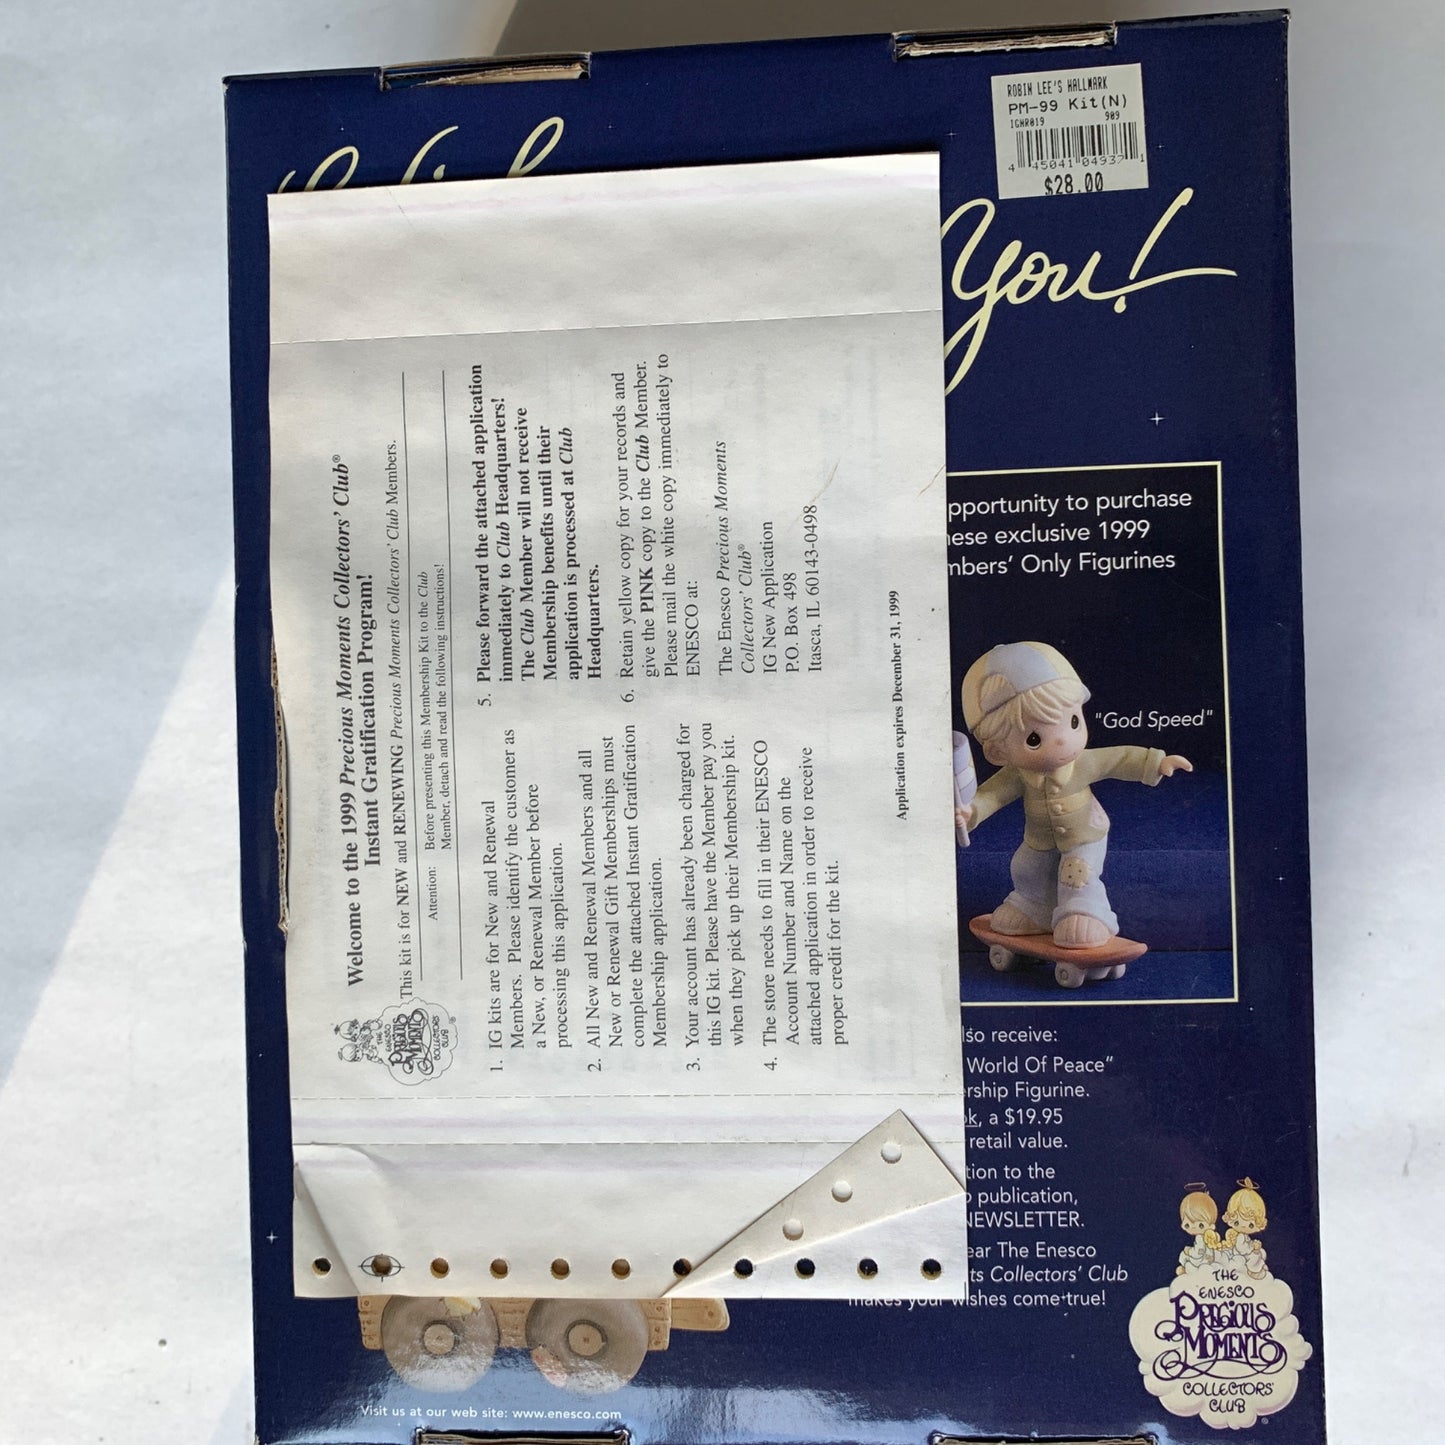 ROBIN LEE'S HALLMARK
PM-99 Kit(N)
IGHR019 909
4 45041 04937 1
$28.00
You!
pportunity to purchase
ese exclusive 1999
mbers' Only Figurines
"God Speed"
lso receive:
World Of Peace"
rship Figurine.
k, a $19.95
retail value.
tion to the
publication,
NEWSLETTER.
ear The Enesco
ts Collectors' Club
makes your wishes come true!
THE
ENESCO
PRECIOUS
MOMENTS
COLLECTORS'
CLUB®
Visit us at our web site: www.enesco.com
Welcome to the 1999 Precious Moments Collectors' Club®
Instant Gratification Program!
This kit is for NEW and RENEWING Precious Moments Collectors' Club Members.
Attention: Before presenting this Membership Kit to the Club
Member, detach and read the following instructions!
THE
ENESCO
PRECIOUS
MOMENTS
COLLECTORS'
CLUB®
1. IG kits are for New and Renewal
Members. Please identify the customer as
a New, or Renewal Member before
processing this application.
2. All New and Renewal Members and all
New or Renewal Gift Memberships must
complete the attached Instant Gratification
Membership application.
3. Your account has already been charged for
this IG kit. Please have the Member pay you
when they pick up their Membership kit.
4. The store needs to fill in their ENESCO
Account Number and Name on the
attached application in order to receive
proper credit for the kit.
5. Please forward the attached application
immediately to Club Headquarters!
The Club Member will not receive
Membership benefits until their
application is processed at Club
Headquarters.
6. Retain yellow copy for your records and
give the PINK copy to the Club Member.
Please mail the white copy immediately to
ENESCO at:
The Enesco Precious Moments
Collectors' Club®
IG New Application
P.O. Box 498
Itasca, IL 60143-0498
Application expires December 31, 1999